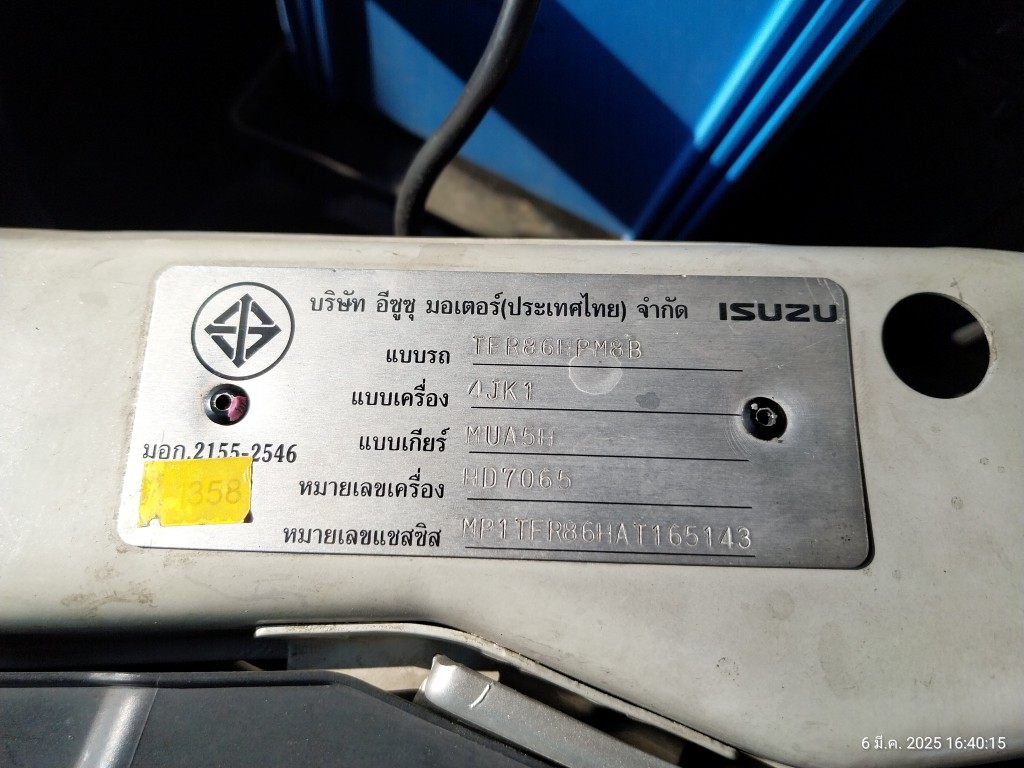 บริษัท อีซูซุ มอเตอร์(ประเทศไทย) จำกัด ISUZU
แบบรถ TFR86HPM8B
แบบเครื่อง 4JK1
แบบเกียร์ MUA5H
มอก.2155-2546
หมายเลขเครื่อง HD7065
1358
หมายเลขแชสซิส MP1TFR86HAT165143
6 มี.ค. 2025 16:40:15